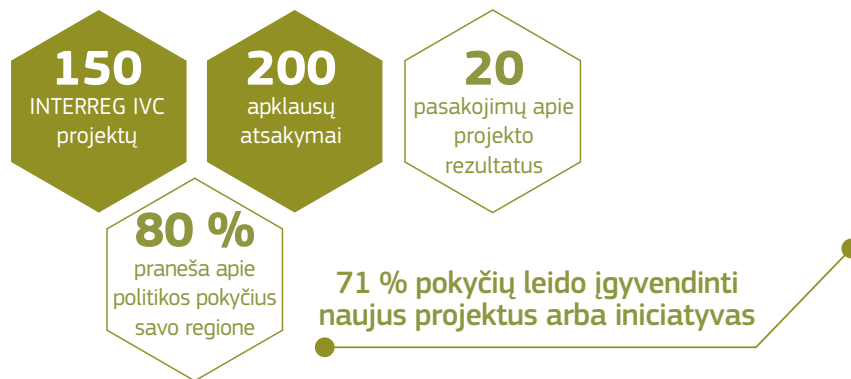 150
INTERREG IVC
projektų
200
apklausų
atsakymai
20
pasakojimų apie
projekto
rezultatus
80 %
praneša apie
politikos pokyčius
savo regione
71 % pokyčių leido įgyvendinti
naujus projektus arba iniciatyvas